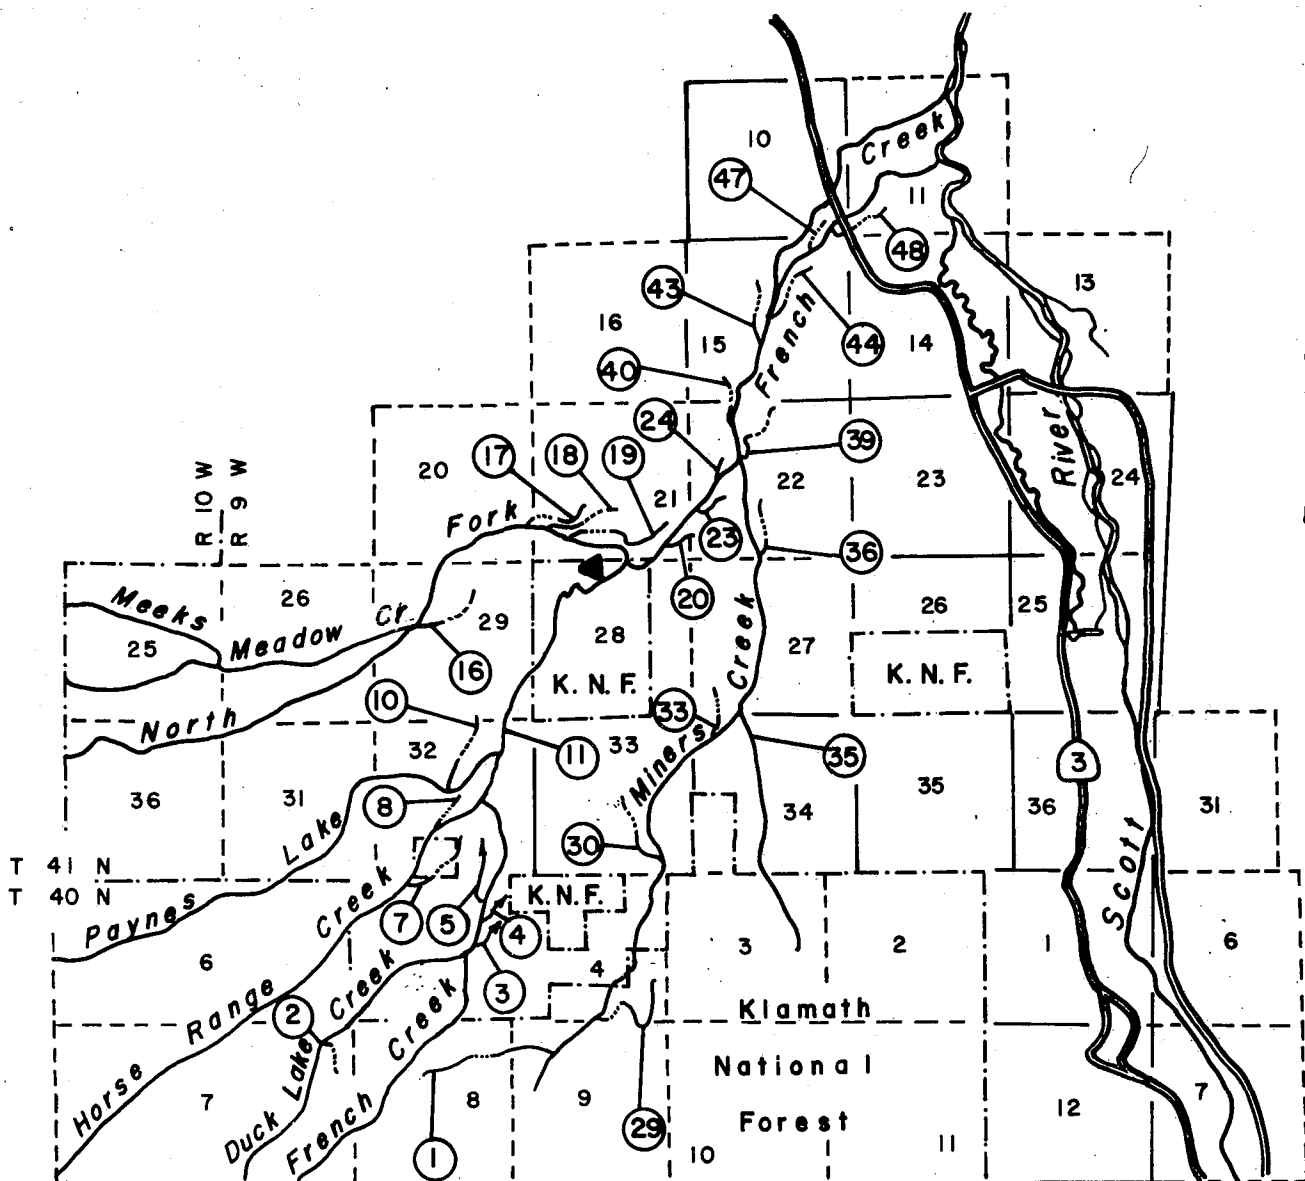 10
Creek
47
11
48
13
43
16
15
French
44
14
40
24
39
20
17
18
19
21
22
23
River
24
R 10 W
R 9 W
Fork
23
36
20
Meeks
26
Cr.
29
28
Creek
27
26
25
25
Meadow
16
K. N. F.
K. N. F.
North
10
33
11
32
33
Miners
35
3
36
31
8
Lake
34
35
36
31
T 41 N
T 40 N
30
Scott
Paynes
Creek
7
5
4
K. N. F.
6
Creek
3
4
3
2
1
6
Horse Range
2
Klamath
Duck Lake
French Creek
7
8
9
National
12
7
1
29
Forest
10
11